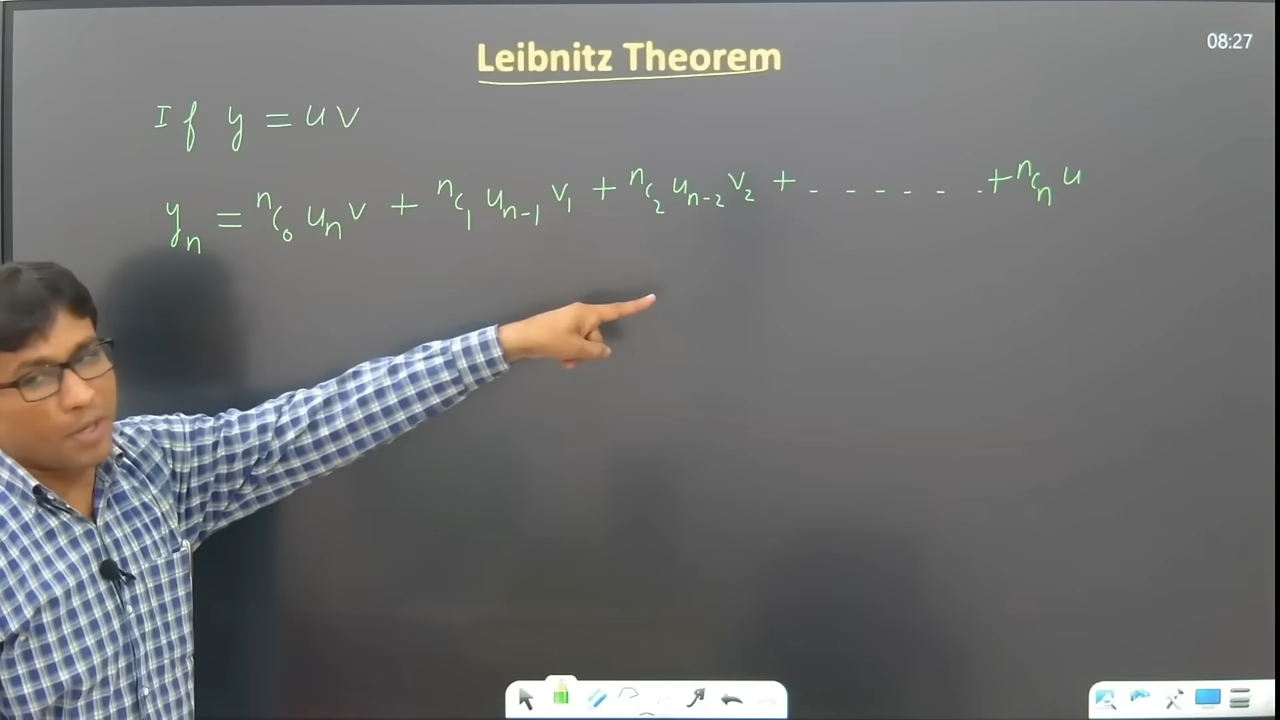 Leibnitz Theorem
08:27
If y = uv
yₙ = ⁿC₀ uₙ v + ⁿC₁ uₙ₋₁ v₁ + ⁿC₂ uₙ₋₂ v₂ + - - - - - - - + ⁿCₙ u